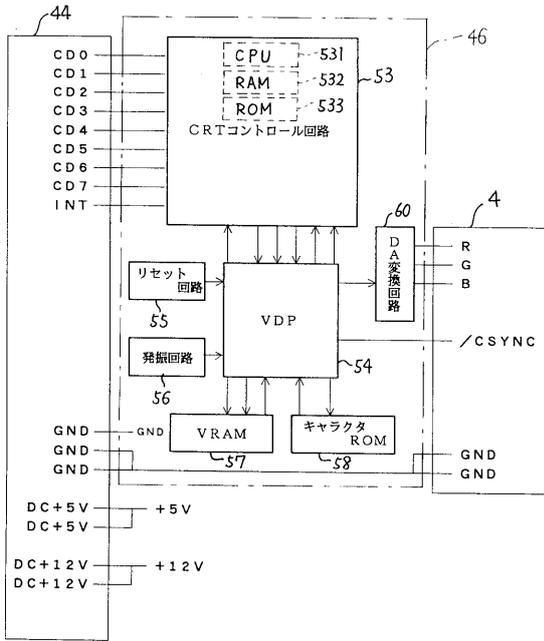 44
46
CD0
CD1
CD2
CD3
CD4
CD5
CD6
CD7
INT
CPU
531
53
RAM
532
ROM
533
CRTコントロール回路
60
4
DA変換回路
R
G
B
リセット
回路
55
VDP
/CSYNC
54
発振回路
56
GND
GND
VRAM
57
キャラクタ
ROM
58
GND
GND
GND
GND
DC+5V
+5V
DC+5V
DC+12V
+12V
DC+12V